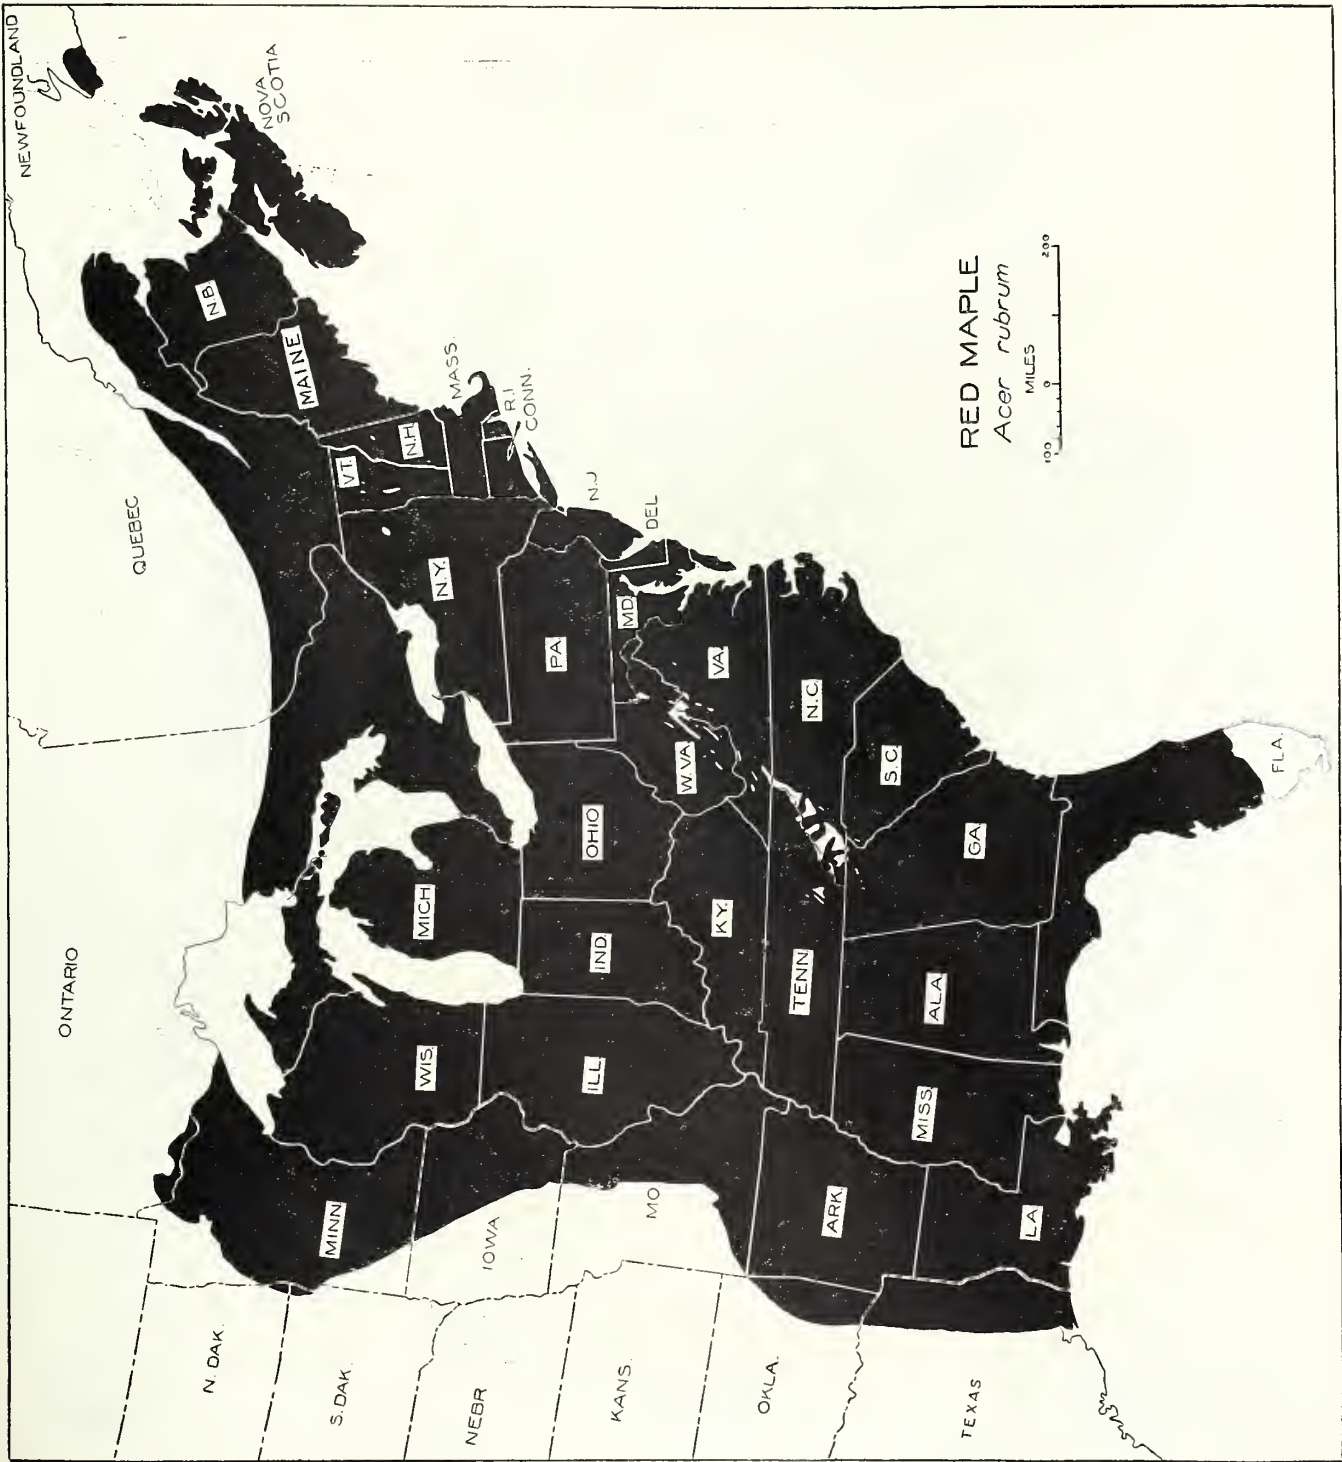 NEWFOUNDLAND
NOVA
SCOTIA
QUEBEC
ONTARIO
N.B.
MAINE
VT.
N.H.
MASS.
R.I
CONN.
N.Y.
N.J
PA.
DEL
MD.
VA.
W.VA.
OHIO
MICH
IND.
ILL.
WIS.
MINN
IOWA
MO
KY.
TENN.
N.C.
S.C.
GA.
FLA.
ALA.
MISS.
ARK.
LA.
N. DAK.
S. DAK.
NEBR
KANS.
OKLA.
TEXAS
RED MAPLE
Acer rubrum
MILES
100 0 200